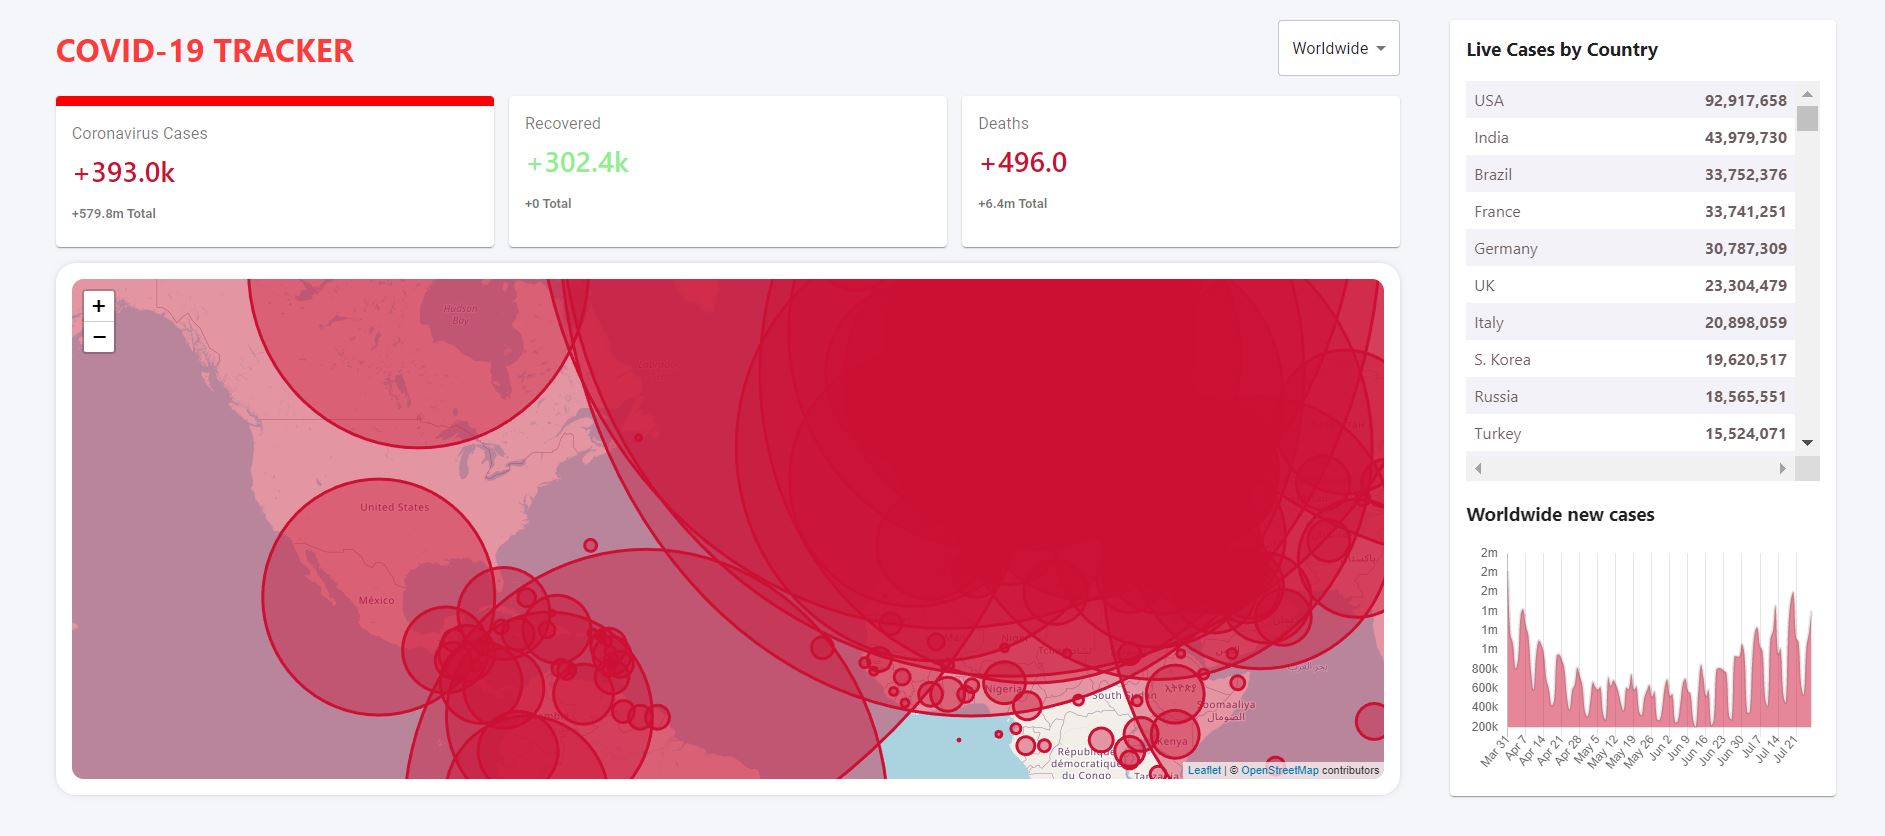 COVID-19 TRACKER
Worldwide
Coronavirus Cases
+393.0k
+579.8m Total
Recovered
+302.4k
+0 Total
Deaths
+496.0
+6.4m Total
+
−
Hudson
Bay
United States
México
Mali
Niger
Nigeria
South Sudan
ኢትዮጵያ
Soomaaliya
الصومال
Kenya
République
démocratique
du Congo
Tanzania
Leaflet | © OpenStreetMap contributors
Live Cases by Country
USA 92,917,658
India 43,979,730
Brazil 33,752,376
France 33,741,251
Germany 30,787,309
UK 23,304,479
Italy 20,898,059
S. Korea 19,620,517
Russia 18,565,551
Turkey 15,524,071
Worldwide new cases
2m
2m
2m
1m
1m
1m
800k
600k
400k
200k
Mar 31 Apr 7 Apr 14 Apr 21 Apr 28 May 5 May 12 May 19 May 26 Jun 2 Jun 9 Jun 16 Jun 23 Jun 30 Jul 7 Jul 14 Jul 21